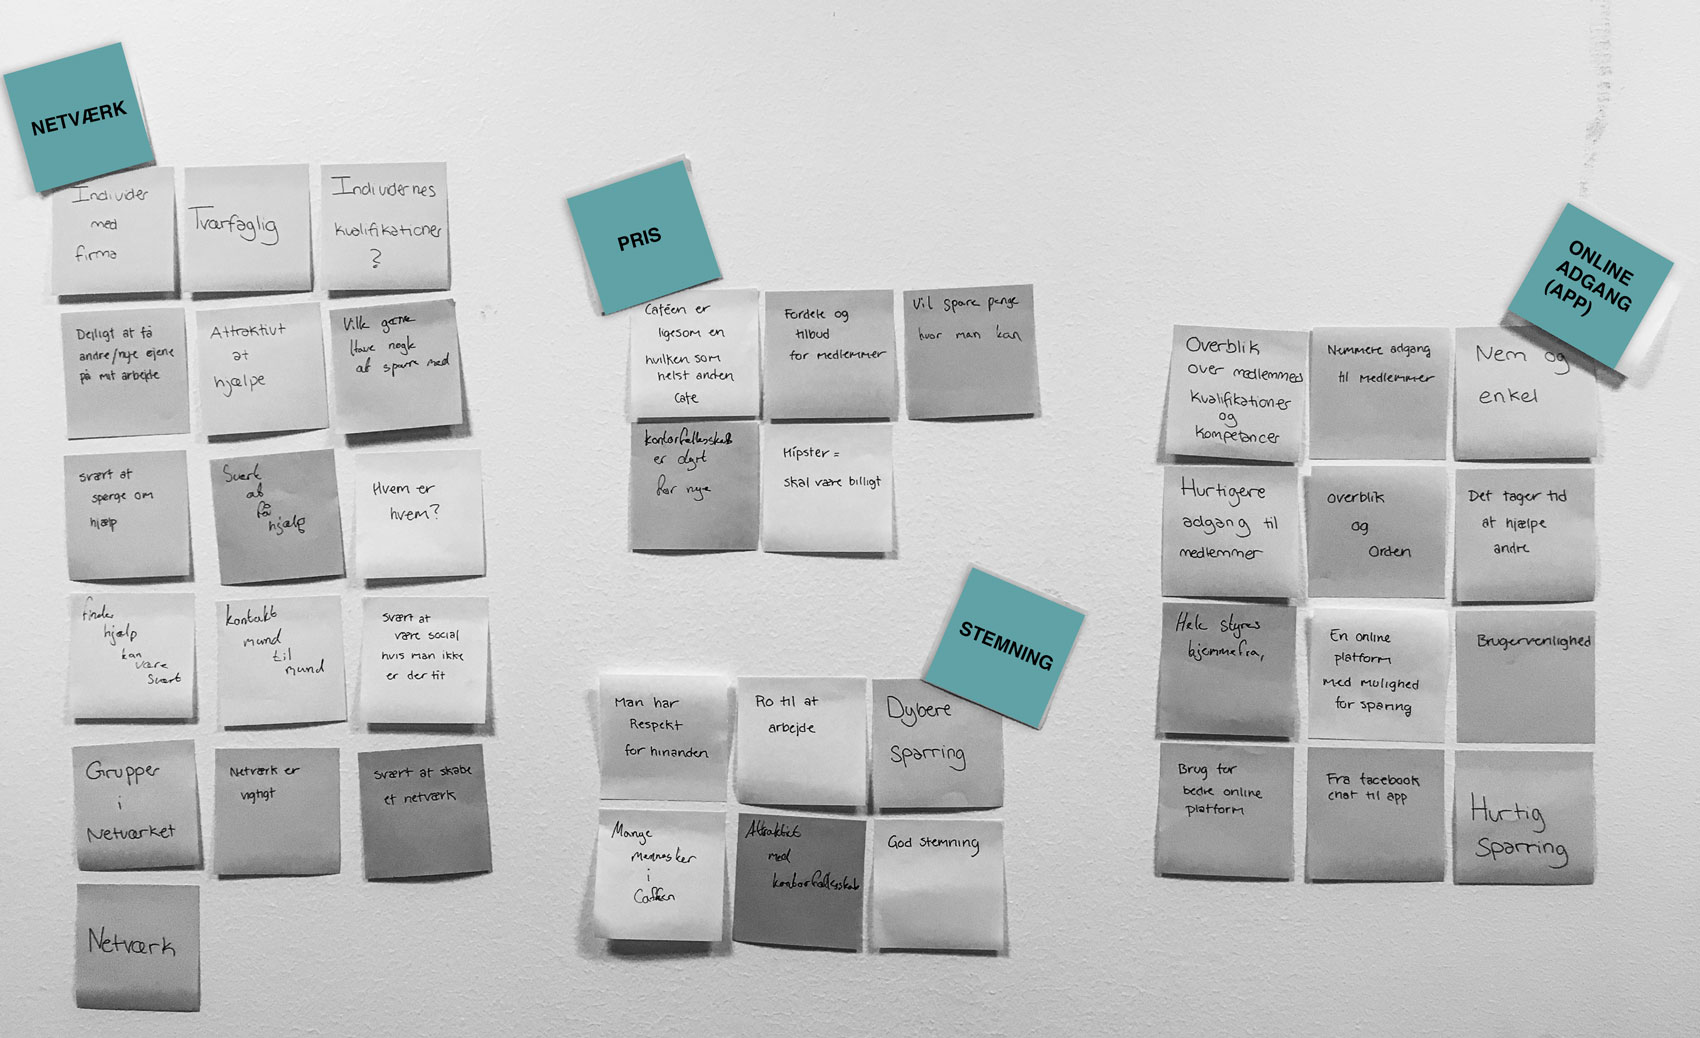 NETVÆRK
Individer
med
firma
Tværfaglig
Individernes
kvalifikationer
?
Dejligt at få
andre/nye øjene
på mit arbejde
Attraktivt
at
hjælpe
Ville gerne
have nogle
at sparre med
svært at
spørge om
hjælp
Svært
at
få
hjælp
Hvem er
hvem?
finde
hjælp
kan
være
Svært
kontakt
mund
til
mund
svært at
være social
hvis man ikke
er der tit
Grupper
i
Netværket
Netværk er
vigtigt
svært at skabe
et netværk
Netværk
PRIS
Caféen er
ligesom en
hvilken som
helst anden
Cafe
Fordele og
tilbud
for medlemmer
Vil spare penge
hvor man kan
kontorfællesskab
er dyrt
for nye
Hipster =
skal være billigt
STEMNING
Man har
Respekt
for hinanden
Ro til at
arbejde
Dybere
Sparring
Mange
mennesker
i
Caféen
Attraktivt
med
kontorfællesskab
God stemning
ONLINE
ADGANG
(APP)
Overblik
over medlemmers
kvalifikationer
og
kompetancer
Nemmere adgang
til medlemmer
Nem og
enkel
Hurtigere
adgang til
medlemmer
overblik
og
Orden
Det tager tid
at hjælpe
andre
styres
hjemmefra,
En online
platform
med mulighed
for sparing
Brugervenlighed
Brug for
bedre online
platform
Fra facebook
chat til app
Hurtig
Sparring